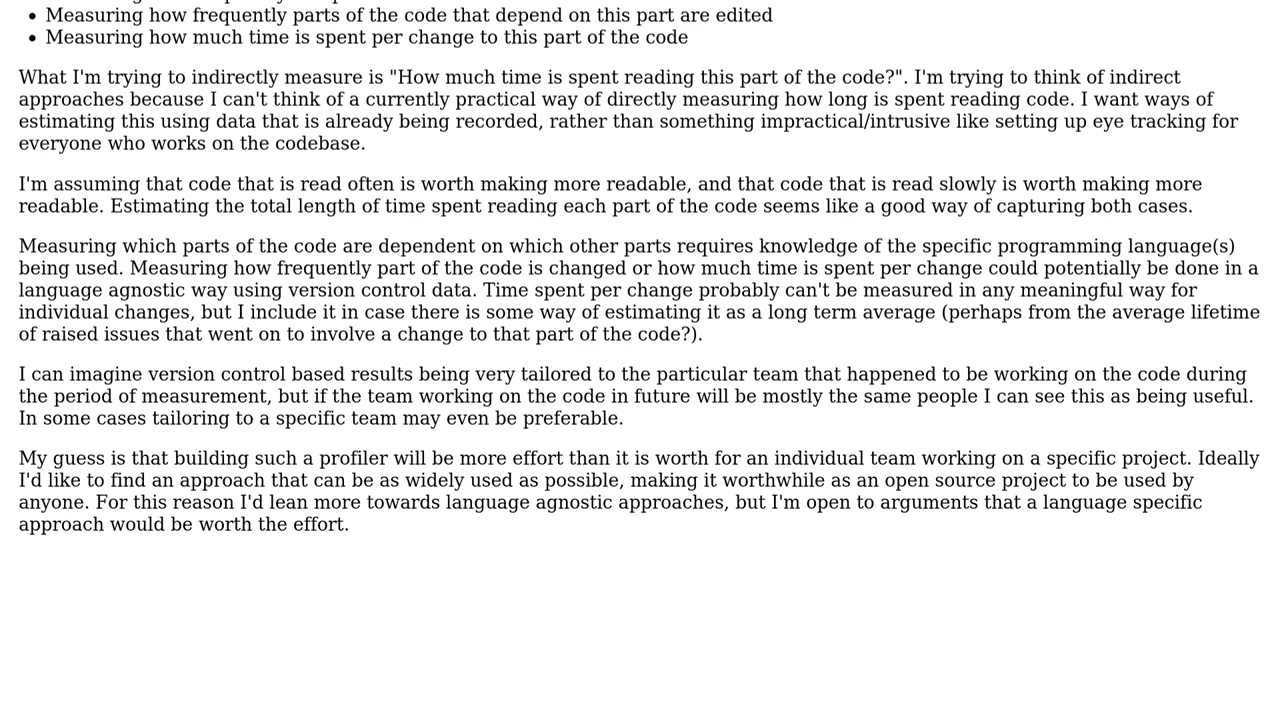 • Measuring how frequently parts of the code that depend on this part are edited
• Measuring how much time is spent per change to this part of the code
What I'm trying to indirectly measure is "How much time is spent reading this part of the code?". I'm trying to think of indirect
approaches because I can't think of a currently practical way of directly measuring how long is spent reading code. I want ways of
estimating this using data that is already being recorded, rather than something impractical/intrusive like setting up eye tracking for
everyone who works on the codebase.
I'm assuming that code that is read often is worth making more readable, and that code that is read slowly is worth making more
readable. Estimating the total length of time spent reading each part of the code seems like a good way of capturing both cases.
Measuring which parts of the code are dependent on which other parts requires knowledge of the specific programming language(s)
being used. Measuring how frequently part of the code is changed or how much time is spent per change could potentially be done in a
language agnostic way using version control data. Time spent per change probably can't be measured in any meaningful way for
individual changes, but I include it in case there is some way of estimating it as a long term average (perhaps from the average lifetime
of raised issues that went on to involve a change to that part of the code?).
I can imagine version control based results being very tailored to the particular team that happened to be working on the code during
the period of measurement, but if the team working on the code in future will be mostly the same people I can see this as being useful.
In some cases tailoring to a specific team may even be preferable.
My guess is that building such a profiler will be more effort than it is worth for an individual team working on a specific project. Ideally
I'd like to find an approach that can be as widely used as possible, making it worthwhile as an open source project to be used by
anyone. For this reason I'd lean more towards language agnostic approaches, but I'm open to arguments that a language specific
approach would be worth the effort.